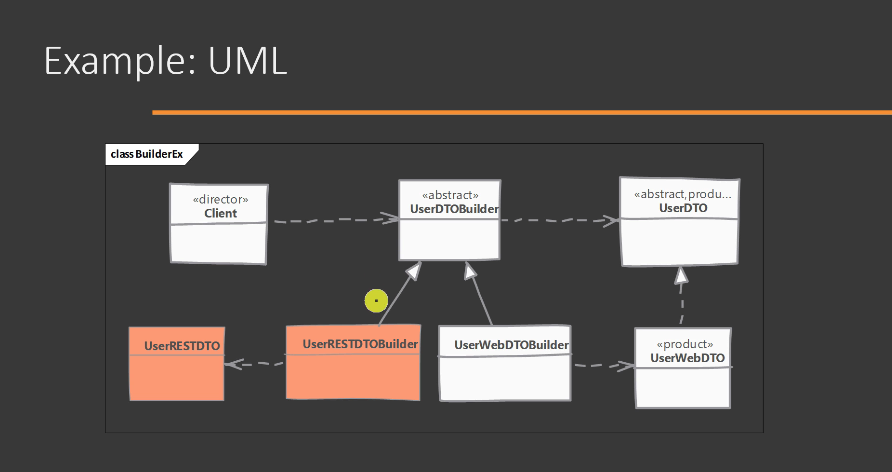 Example: UML
class BuilderEx
«director»
Client
«abstract»
UserDTOBuilder
«abstract,produ...
UserDTO
UserRESTDTO
UserRESTDTOBuilder
UserWebDTOBuilder
«product»
UserWebDTO